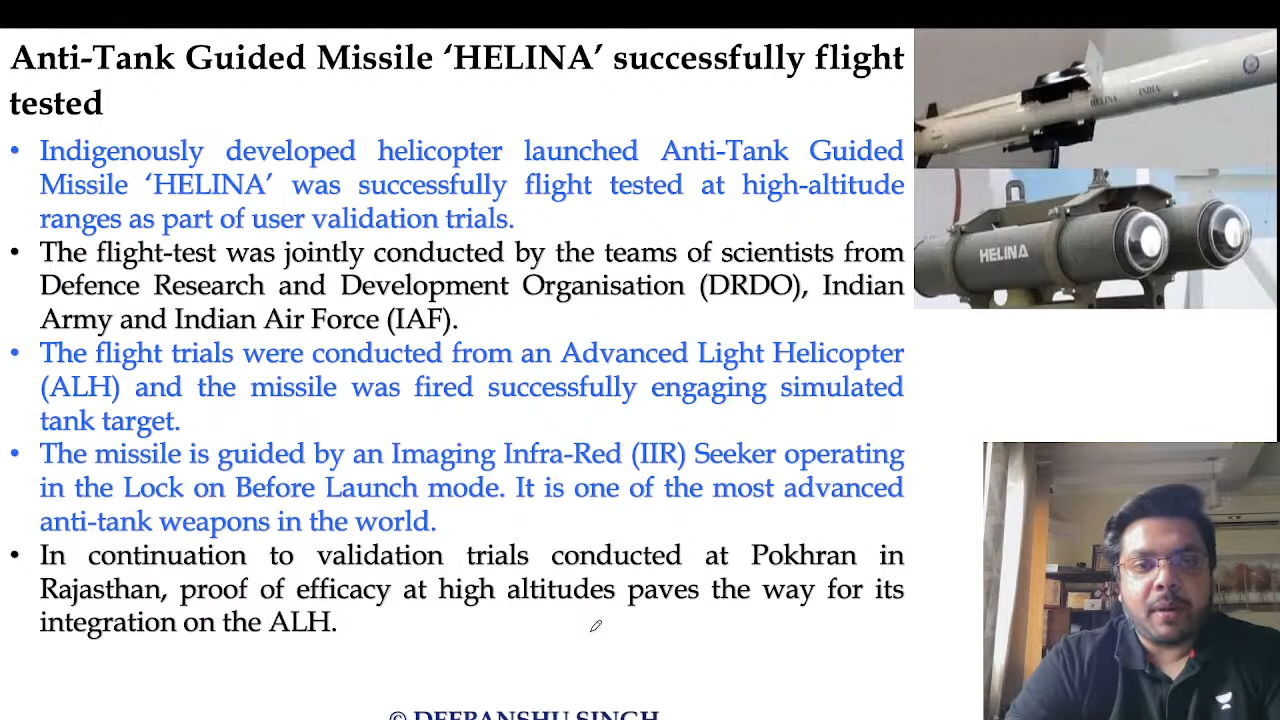 Anti-Tank Guided Missile ‘HELINA’ successfully flight
tested
• Indigenously developed helicopter launched Anti-Tank Guided
Missile ‘HELINA’ was successfully flight tested at high-altitude
ranges as part of user validation trials.
• The flight-test was jointly conducted by the teams of scientists from
Defence Research and Development Organisation (DRDO), Indian
Army and Indian Air Force (IAF).
• The flight trials were conducted from an Advanced Light Helicopter
(ALH) and the missile was fired successfully engaging simulated
tank target.
• The missile is guided by an Imaging Infra-Red (IIR) Seeker operating
in the Lock on Before Launch mode. It is one of the most advanced
anti-tank weapons in the world.
• In continuation to validation trials conducted at Pokhran in
Rajasthan, proof of efficacy at high altitudes paves the way for its
integration on the ALH.
HELINA INDIA
HELINA
© DEEPANSHU SINGH